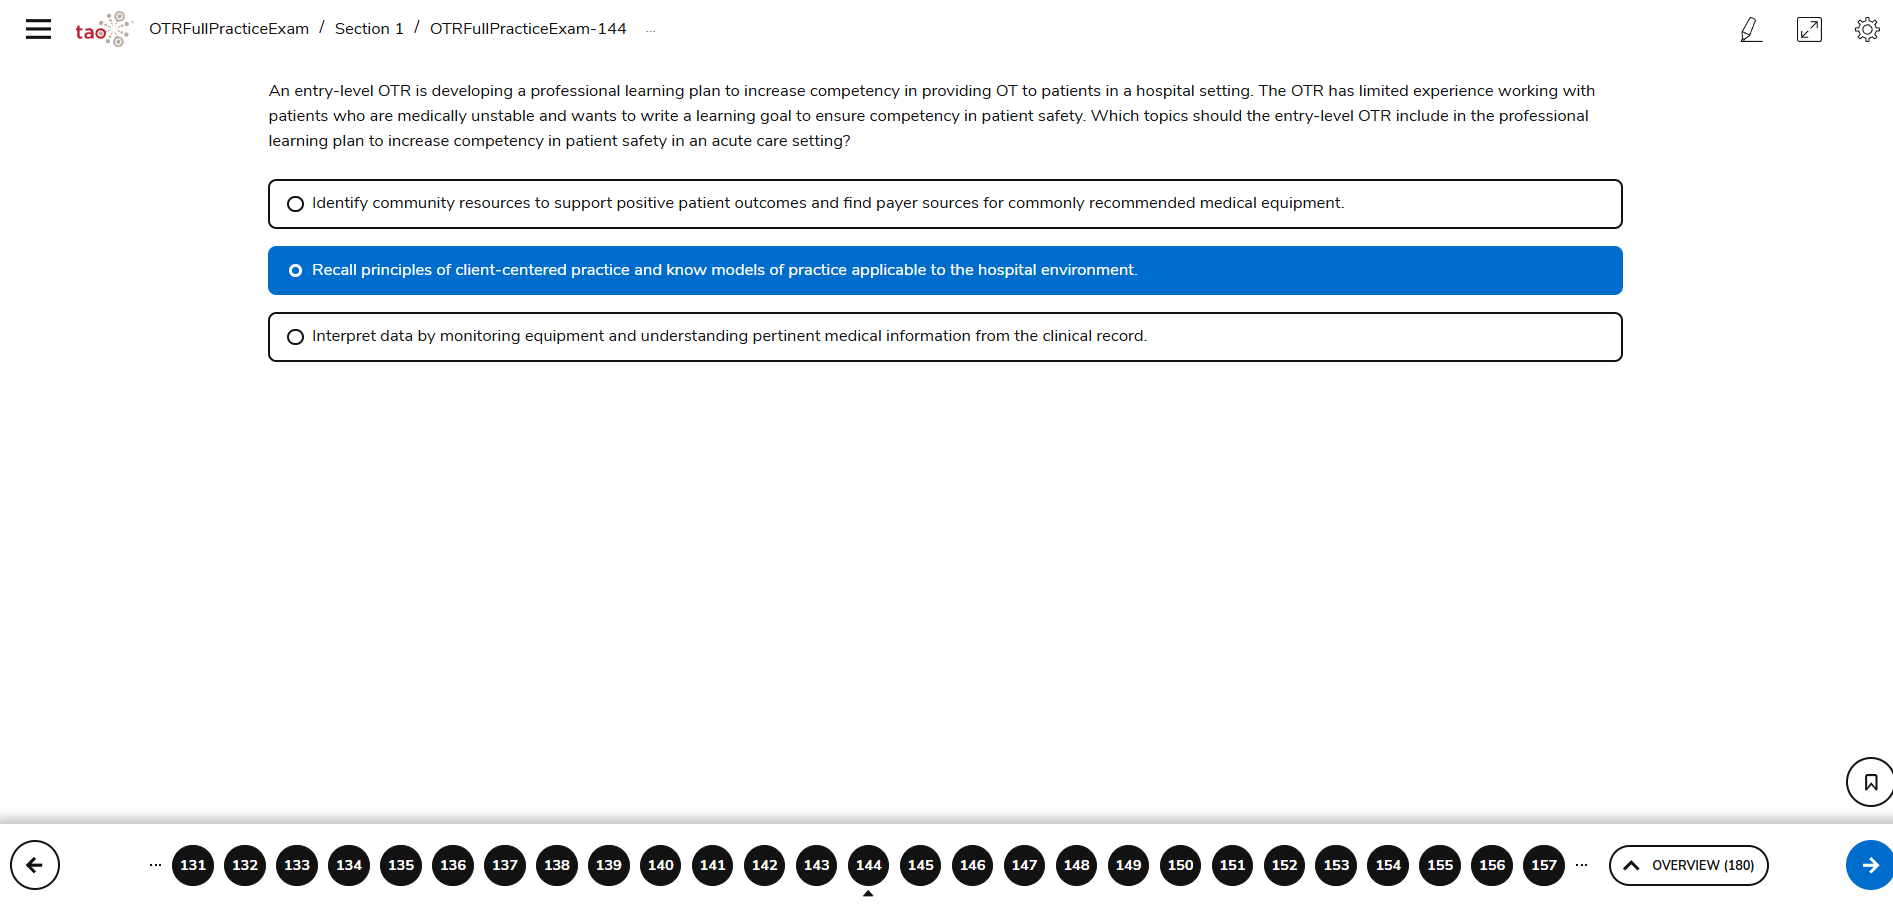 tao OTRFullPracticeExam / Section 1 / OTRFullPracticeExam-144 ...
An entry-level OTR is developing a professional learning plan to increase competency in providing OT to patients in a hospital setting. The OTR has limited experience working with
patients who are medically unstable and wants to write a learning goal to ensure competency in patient safety. Which topics should the entry-level OTR include in the professional
learning plan to increase competency in patient safety in an acute care setting?
Identify community resources to support positive patient outcomes and find payer sources for commonly recommended medical equipment.
Recall principles of client-centered practice and know models of practice applicable to the hospital environment.
Interpret data by monitoring equipment and understanding pertinent medical information from the clinical record.
... 131 132 133 134 135 136 137 138 139 140 141 142 143 144 145 146 147 148 149 150 151 152 153 154 155 156 157 ... OVERVIEW (180)